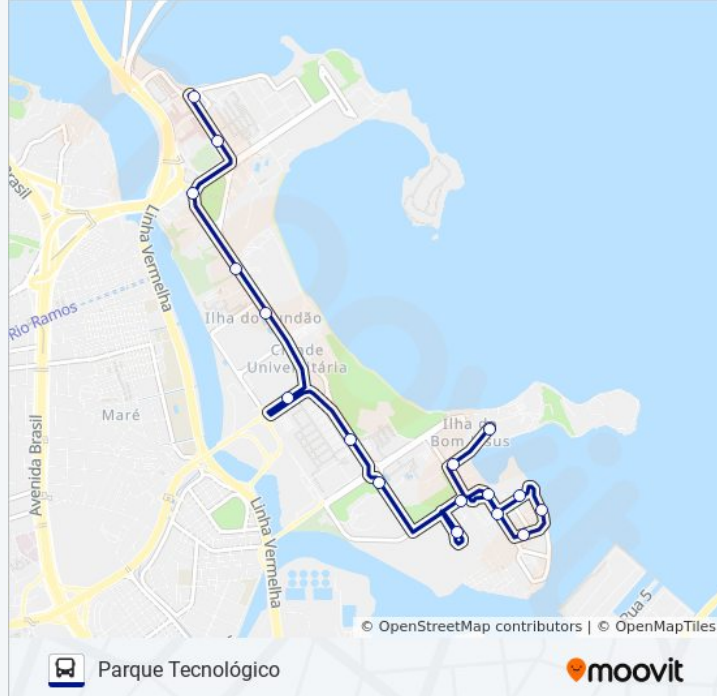 Brasil
Linha Vermelha
Rio Ramos
Ilha do Fundão
Cidade
Universitária
Maré
Avenida Brasil
Ilha do
Bom Jesus
Linha Vermelha
Rua 5
© OpenStreetMap contributors | © OpenMapTiles
Parque Tecnológico
moovit